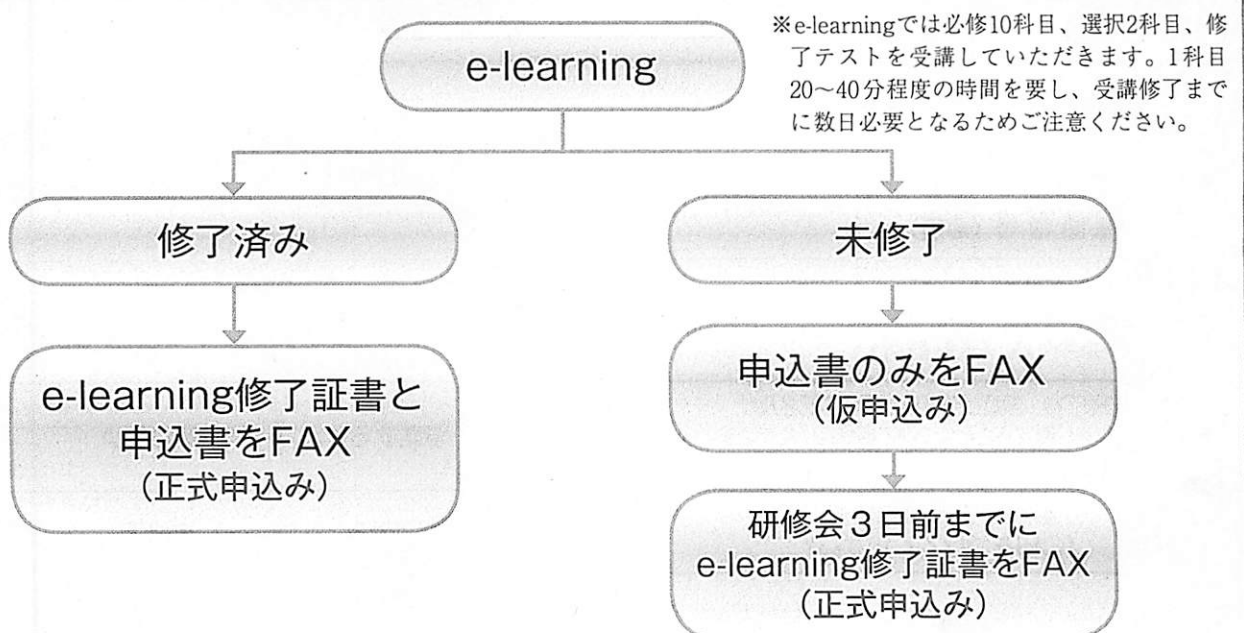 e-learning
※e-learningでは必修10科目、選択2科目、修
了テストを受講していただきます。1科目
20～40分程度の時間を要し、受講修了まで
に数日必要となるためご注意ください。
修了済み
未修了
e-learning修了証書と
申込書をFAX
（正式申込み）
申込書のみをFAX
（仮申込み）
研修会３日前までに
e-learning修了証書をFAX
（正式申込み）